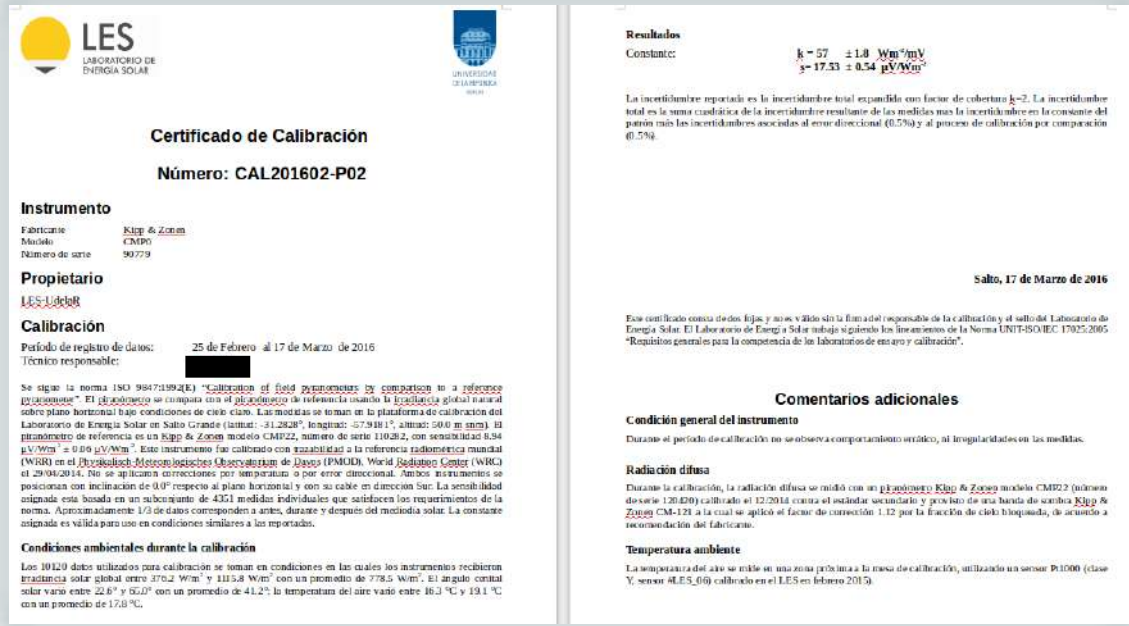 LES
LABORATORIO DE
ENERGÍA SOLAR
UNIVERSIDAD
DE LA REPÚBLICA
Certificado de Calibración
Número: CAL201602-P02
Instrumento
Fabricante Kipp & Zonen
Modelo CMP6
Número de serie 90779
Propietario
LES-UdelaR
Calibración
Período de registro de datos: 25 de Febrero al 17 de Marzo de 2016
Técnico responsable:
Se sigue la norma ISO 9847:1992(E) "Calibration of field pyranometers by comparison to a reference
pyranometer". El piranómetro se compara con el piranómetro de referencia usando la irradiancia global natural
sobre plano horizontal bajo condiciones de cielo claro. Las medidas se toman en la plataforma de calibración del
Laboratorio de Energía Solar en Salto Grande (latitud: -31.2828°, longitud: -57.9181°, altitud: 50.0 m snm). El
piranómetro de referencia es un Kipp & Zonen modelo CMP22, número de serie 110282, con sensibilidad 8.94
µV/Wm⁻² ± 0.06 µV/Wm⁻². Este instrumento fue calibrado con trazabilidad a la referencia radiométrica mundial
(WRR) en el Physikalisch-Meteorologisches Observatorium de Davos (PMOD), World Radiation Center (WRC)
el 29/04/2014. No se aplicaron correcciones por temperatura o por error direccional. Ambos instrumentos se
posicionan con inclinación de 0.0° respecto al plano horizontal y con su cable en dirección Sur. La sensibilidad
asignada esta basada en un subconjunto de 4351 medidas individuales que satisfacen los requerimientos de la
norma. Aproximadamente 1/3 de datos corresponden a antes, durante y después del mediodía solar. La constante
asignada es válida para uso en condiciones similares a las reportadas.
Condiciones ambientales durante la calibración
Los 10120 datos utilizados para calibración se toman en condiciones en las cuales los instrumentos recibieron
irradiancia solar global entre 376.2 W/m² y 1115.8 W/m² con un promedio de 778.5 W/m². El ángulo cenital
solar varió entre 22.6° y 65.0° con un promedio de 41.2°; la temperatura del aire varió entre 16.3 °C y 19.1 °C
con un promedio de 17.8 °C.
Resultados
Constante: k = 57 ± 1.8 Wm⁻²/mV
s= 17.53 ± 0.54 µV/Wm⁻²
La incertidumbre reportada es la incertidumbre total expandida con factor de cobertura k=2. La incertidumbre
total es la suma cuadrática de la incertidumbre resultante de las medidas mas la incertidumbre en la constante del
patrón más las incertidumbres asociadas al error direccional (0.5%) y al proceso de calibración por comparación
(0.5%).
Salto, 17 de Marzo de 2016
Este certificado consta de dos fojas y no es válido sin la firma del responsable de la calibración y el sello del Laboratorio de
Energía Solar. El Laboratorio de Energía Solar trabaja siguiendo los lineamientos de la Norma UNIT-ISO/IEC 17025:2005
"Requisitos generales para la competencia de los laboratorios de ensayo y calibración".
Comentarios adicionales
Condición general del instrumento
Durante el período de calibración no se observa comportamiento errático, ni irregularidades en las medidas.
Radiación difusa
Durante la calibración, la radiación difusa se midió con un piranómetro Kipp & Zonen modelo CMP22 (número
de serie 120420) calibrado el 12/2014 contra el estándar secundario y provisto de una banda de sombra Kipp &
Zonen CM-121 a la cual se aplicó el factor de corrección 1.12 por la fracción de cielo bloqueada, de acuerdo a
recomendación del fabricante.
Temperatura ambiente
La temperatura del aire se mide en una zona próxima a la mesa de calibración, utilizando un sensor Pt1000 (clase
Y, sensor #LES_06) calibrado en el LES en febrero 2015).